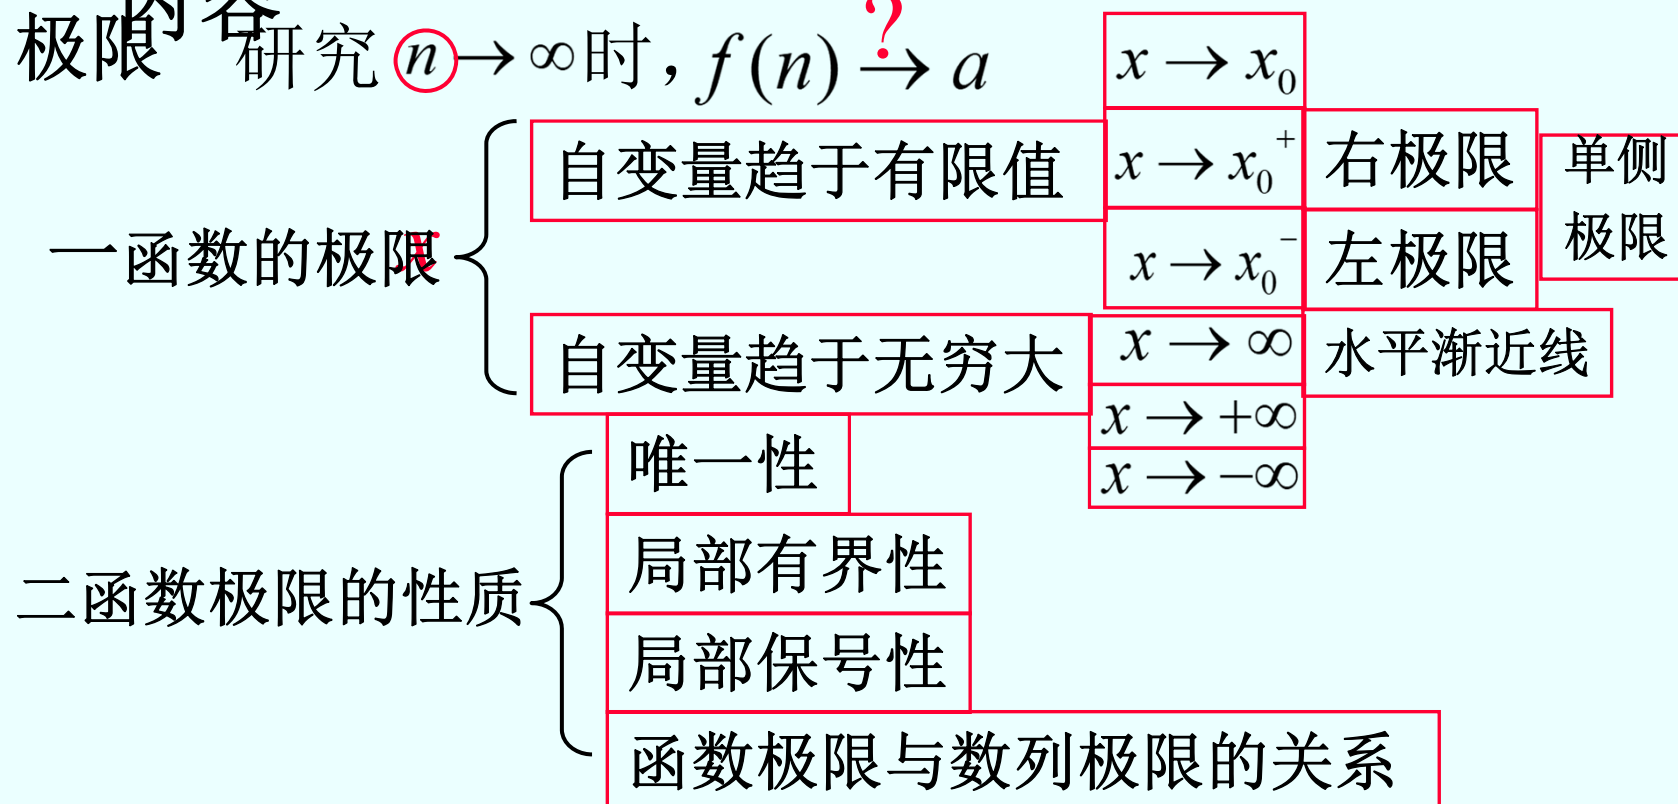 内容
极限 研究 n → ∞ 时，f(n) → a
?
x → x₀
自变量趋于有限值
x → x₀⁺ 右极限
单侧
极限
一函数的极限
x
x → x₀⁻ 左极限
自变量趋于无穷大
x → ∞ 水平渐近线
x → +∞
x → −∞
唯一性
局部有界性
二函数极限的性质
局部保号性
函数极限与数列极限的关系